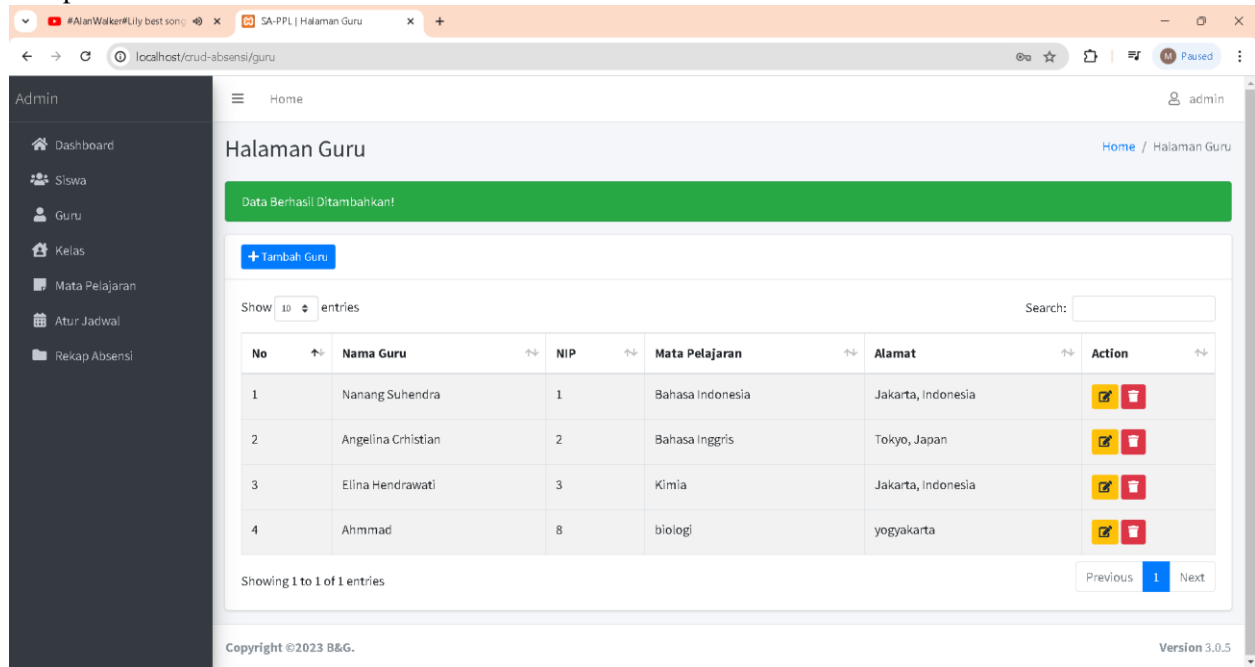 #AlanWalker#Lily best song
SA-PPL | Halaman Guru
localhost/crud-absensi/guru
M Paused
Admin
Home
admin
Dashboard
Siswa
Guru
Kelas
Mata Pelajaran
Atur Jadwal
Rekap Absensi
Halaman Guru
Home / Halaman Guru
Data Berhasil Ditambahkan!
+ Tambah Guru
Show 10 entries
Search:
No Nama Guru NIP Mata Pelajaran Alamat Action
1 Nanang Suhendra 1 Bahasa Indonesia Jakarta, Indonesia
2 Angelina Crhistian 2 Bahasa Inggris Tokyo, Japan
3 Elina Hendrawati 3 Kimia Jakarta, Indonesia
4 Ahmmad 8 biologi yogyakarta
Showing 1 to 1 of 1 entries
Previous 1 Next
Copyright ©2023 B&G.
Version 3.0.5